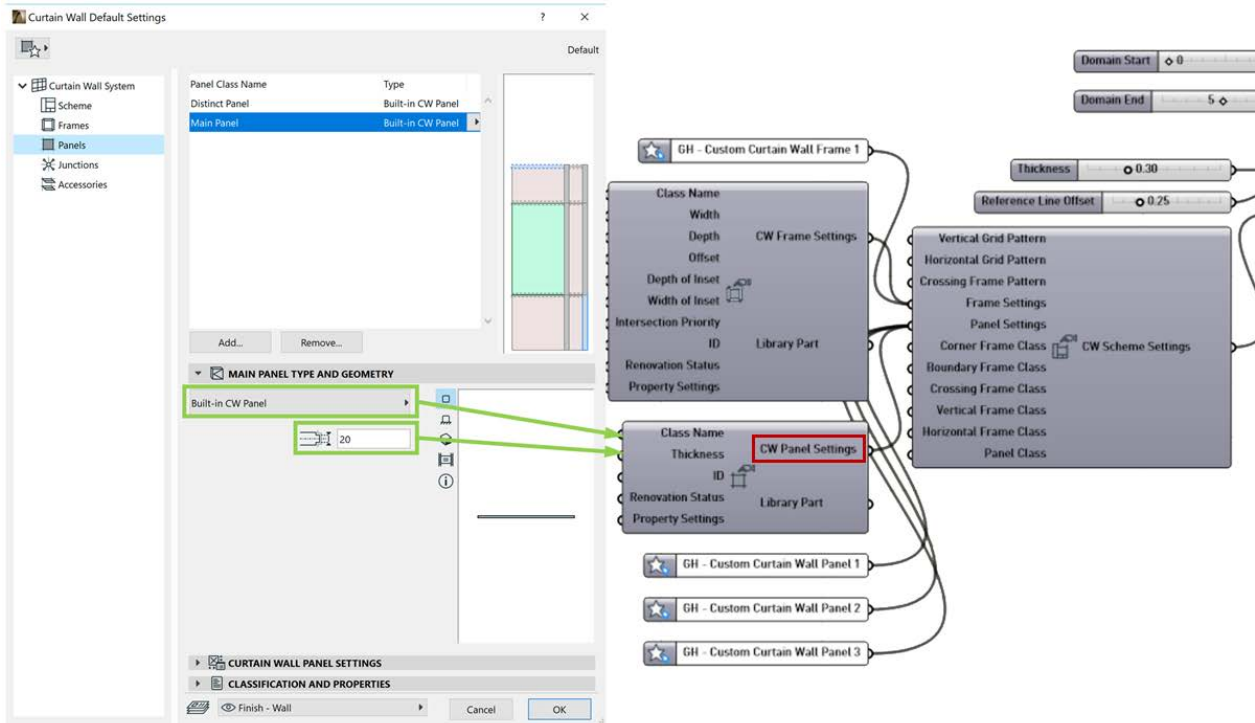 Curtain Wall Default Settings
?
Default
Curtain Wall System
Scheme
Frames
Panels
Junctions
Accessories
Panel Class Name Type
Distinct Panel Built-in CW Panel
Main Panel Built-in CW Panel
Add... Remove...
MAIN PANEL TYPE AND GEOMETRY
Built-in CW Panel
20
CURTAIN WALL PANEL SETTINGS
CLASSIFICATION AND PROPERTIES
Finish - Wall
Cancel
OK
GH - Custom Curtain Wall Frame 1
Class Name
Width
Depth
Offset
Depth of Inset
Width of Inset
Intersection Priority
ID
Renovation Status
Property Settings
CW Frame Settings
Library Part
Class Name
Thickness
ID
Renovation Status
Property Settings
CW Panel Settings
Library Part
GH - Custom Curtain Wall Panel 1
GH - Custom Curtain Wall Panel 2
GH - Custom Curtain Wall Panel 3
Domain Start 0
Domain End 5
Thickness 0.30
Reference Line Offset 0.25
Vertical Grid Pattern
Horizontal Grid Pattern
Crossing Frame Pattern
Frame Settings
Panel Settings
Corner Frame Class
Boundary Frame Class
Crossing Frame Class
Vertical Frame Class
Horizontal Frame Class
Panel Class
CW Scheme Settings